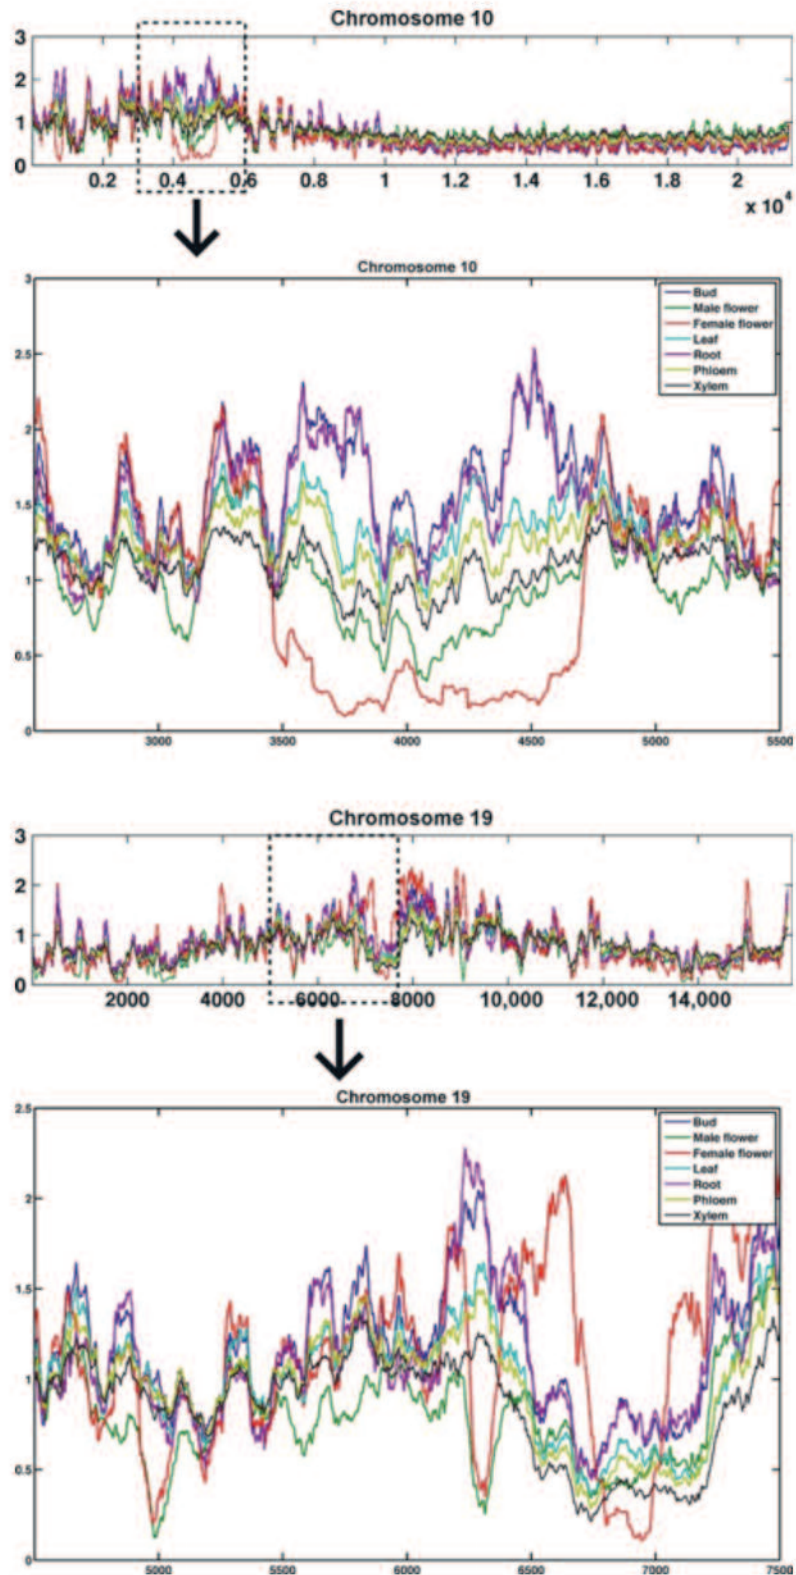 Chromosome 10
3
2
1
0
0.2 0.4 0.6 0.8 1 1.2 1.4 1.6 1.8 2
x 10⁴
Chromosome 10
3
2.5
2
1.5
1
0.5
0
Bud
Male flower
Female flower
Leaf
Root
Phloem
Xylem
3000 3500 4000 4500 5000 5500
Chromosome 19
3
2
1
0
2000 4000 6000 8000 10,000 12,000 14,000
Chromosome 19
2.5
2
1.5
1
0.5
0
Bud
Male flower
Female flower
Leaf
Root
Phloem
Xylem
5000 5500 6000 6500 7000 7500